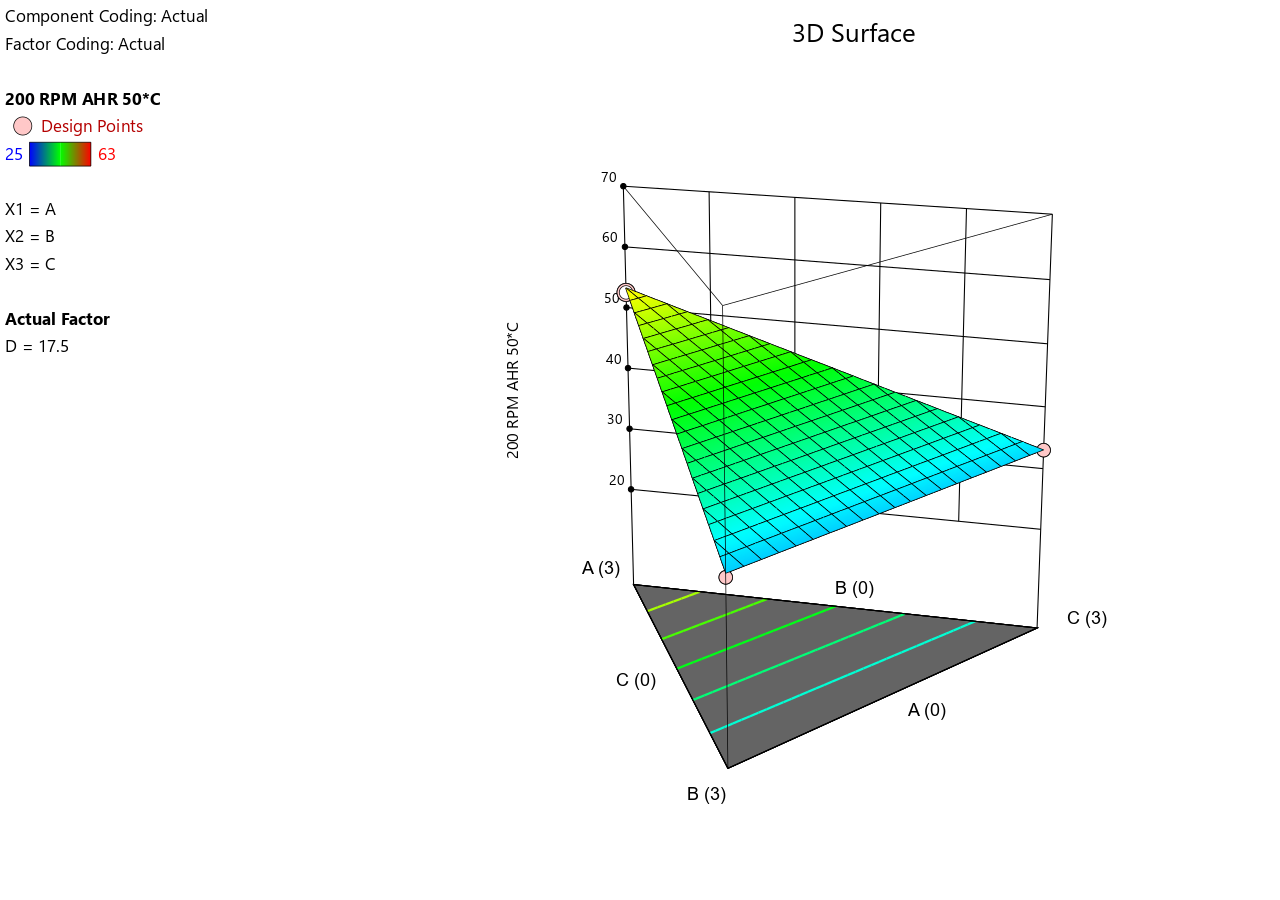 Component Coding: Actual
Factor Coding: Actual
200 RPM AHR 50*C
Design Points
25 63
X1 = A
X2 = B
X3 = C
Actual Factor
D = 17.5
3D Surface
200 RPM AHR 50*C
70
60
50
40
30
20
A (3)
B (0)
C (3)
C (0)
A (0)
B (3)